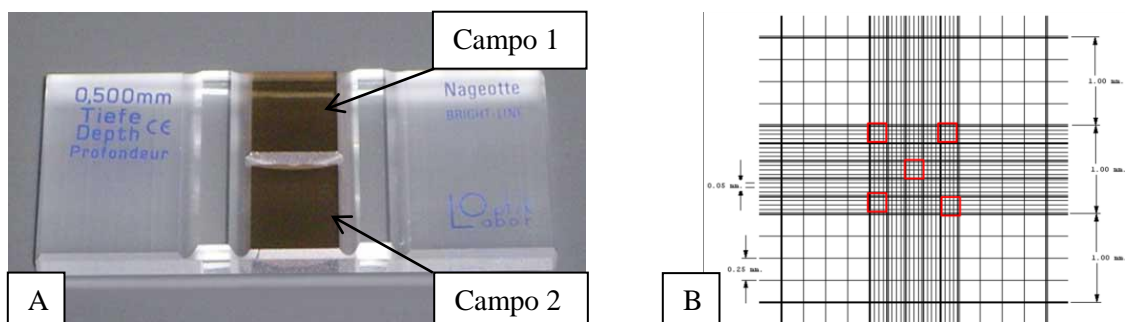 Campo 1
0,500mm
Tiefe
Depth CE
Profondeur
Nageotte
BRIGHT-LINE
Campo 2
A
1.00 mm.
1.00 mm.
1.00 mm.
0.05 mm.
0.25 mm.
B